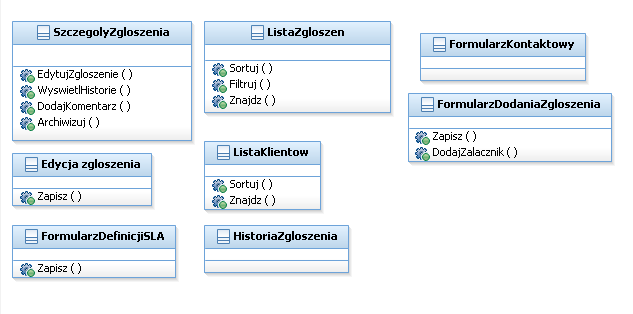 SzczegolyZgloszenia
EdytujZgloszenie ( )
WyswietlHistorie ( )
DodajKomentarz ( )
Archiwizuj ( )
ListaZgloszen
Sortuj ( )
Filtruj ( )
Znajdz ( )
FormularzKontaktowy
FormularzDodaniaZgloszenia
Zapisz ( )
DodajZalacznik ( )
Edycja zgloszenia
Zapisz ( )
ListaKlientow
Sortuj ( )
Znajdz ( )
FormularzDefinicjiSLA
Zapisz ( )
HistoriaZgloszenia